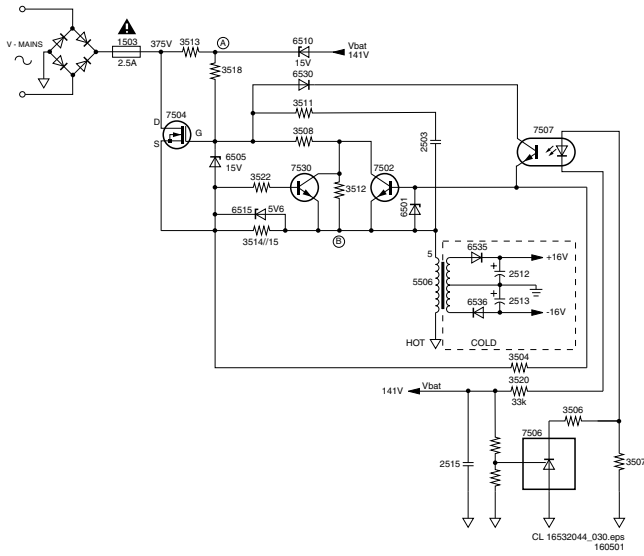 V - MAINS
1503
2.5A
375V
3513
A
6510
15V
Vbat
141V
3518
6530
7504
D
S
G
3511
3508
2503
7507
6505
15V
7530
7502
3522
3512
6515
5V6
6501
3514//15
B
5
5506
6535
+16V
2512
2513
6536
-16V
HOT
COLD
3504
141V
Vbat
3520
33k
3506
7506
2515
3507
CL 16532044_030.eps
160501